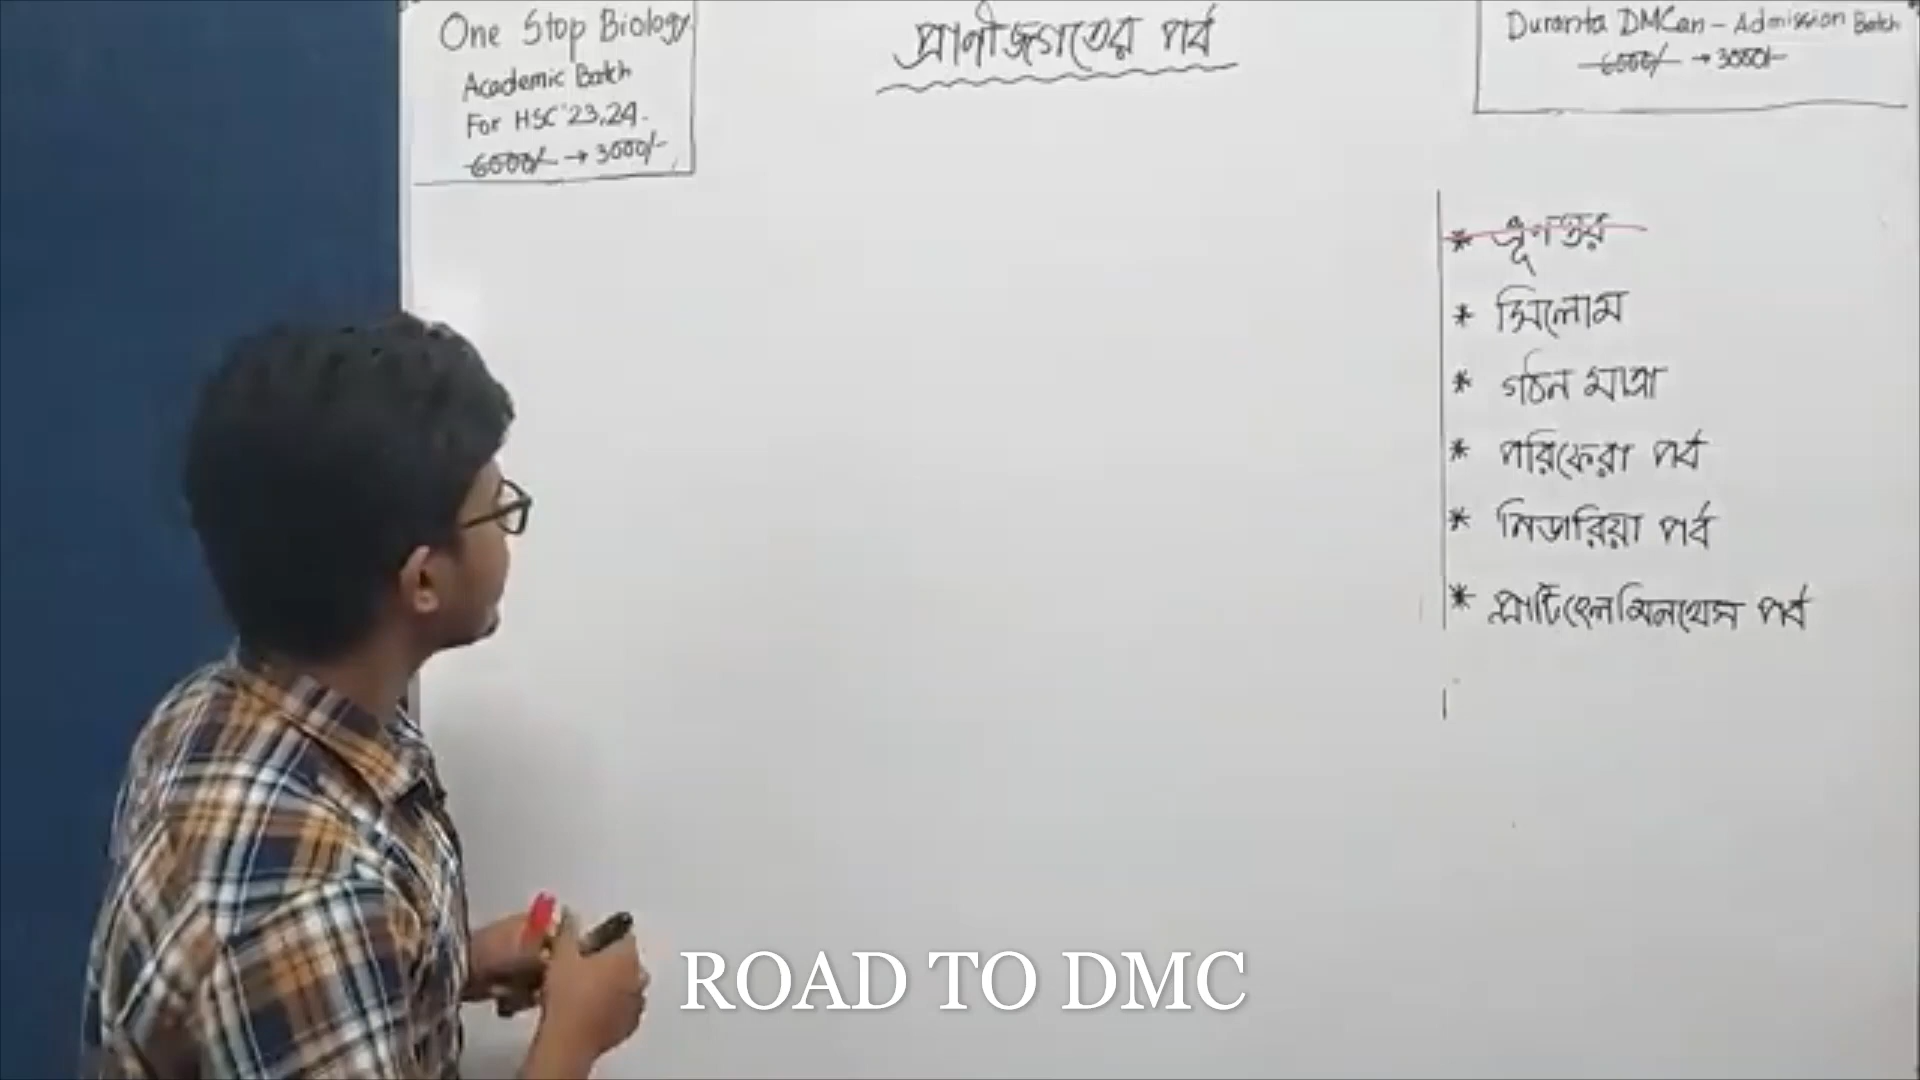 One Stop Biology
Academic Batch
For HSC '23,24.
6000/- → 3000/-
প্রাণীজগতের পর্ব
Duranta DMCan - Admission Batch
6000/- → 3000/-
* ভ্রূণস্তর
* সিলোম
* গঠন মাত্রা
* পরিফেরা পর্ব
* নিডারিয়া পর্ব
* প্লাটিহেলমিনথেস পর্ব
ROAD TO DMC